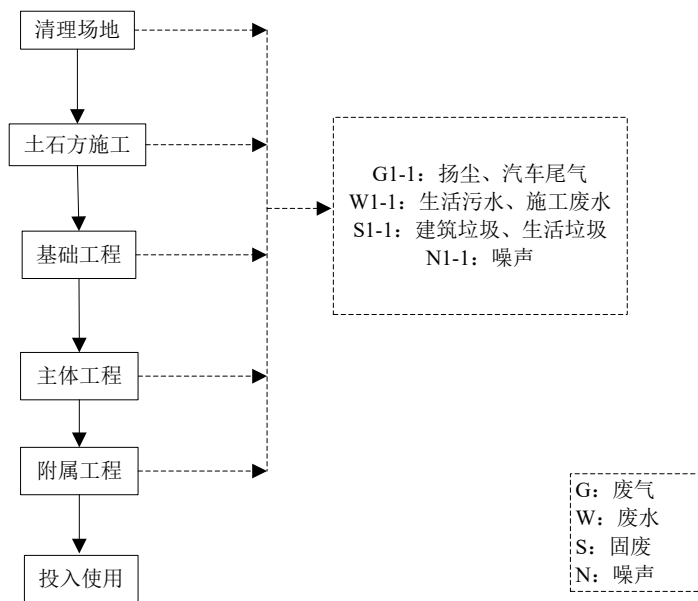 清理场地
土石方施工
基础工程
主体工程
附属工程
投入使用
G1-1：扬尘、汽车尾气
W1-1：生活污水、施工废水
S1-1：建筑垃圾、生活垃圾
N1-1：噪声
G：废气
W：废水
S：固废
N：噪声